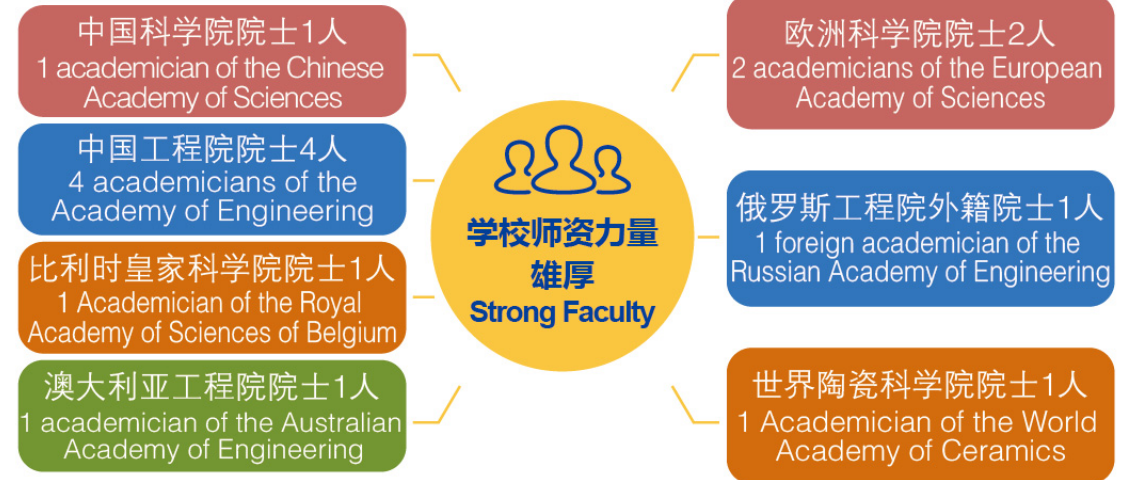 中国科学院院士1人
1 academician of the Chinese
Academy of Sciences
中国工程院院士4人
4 academicians of the
Academy of Engineering
比利时皇家科学院院士1人
1 Academician of the Royal
Academy of Sciences of Belgium
澳大利亚工程院院士1人
1 academician of the Australian
Academy of Engineering
学校师资力量
雄厚
Strong Faculty
欧洲科学院院士2人
2 academicians of the European
Academy of Sciences
俄罗斯工程院外籍院士1人
1 foreign academician of the
Russian Academy of Engineering
世界陶瓷科学院院士1人
1 Academician of the World
Academy of Ceramics